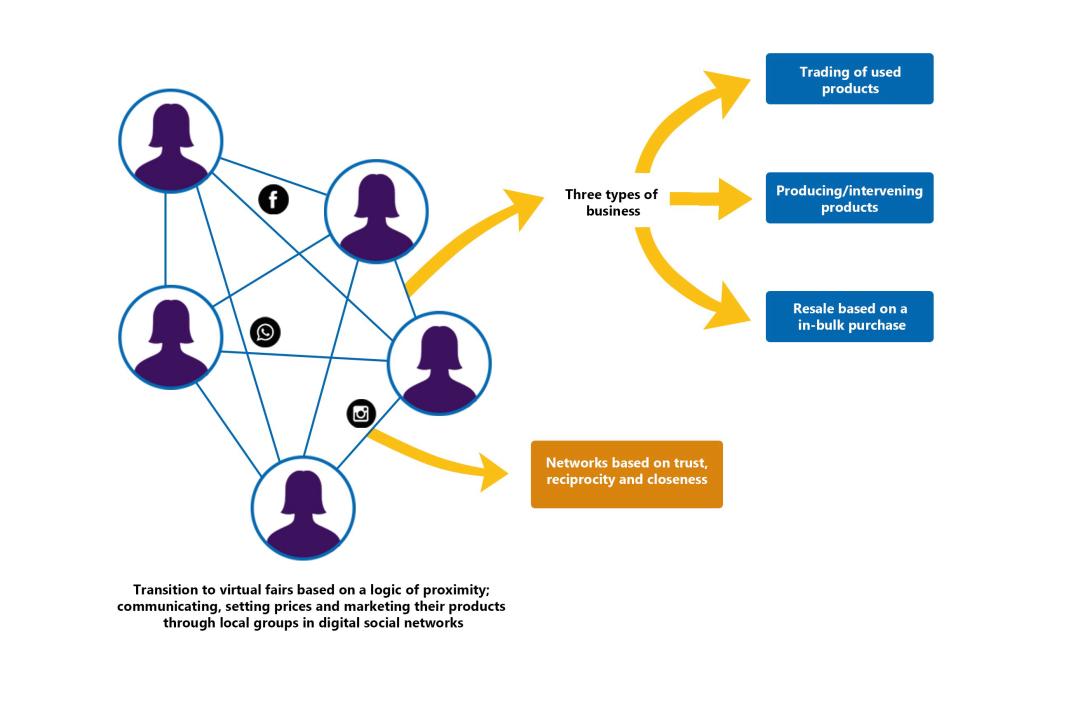 Trading of used
products
Three types of
business
Producing/intervening
products
Resale based on a
in-bulk purchase
Networks based on trust,
reciprocity and closeness
Transition to virtual fairs based on a logic of proximity;
communicating, setting prices and marketing their products
through local groups in digital social networks